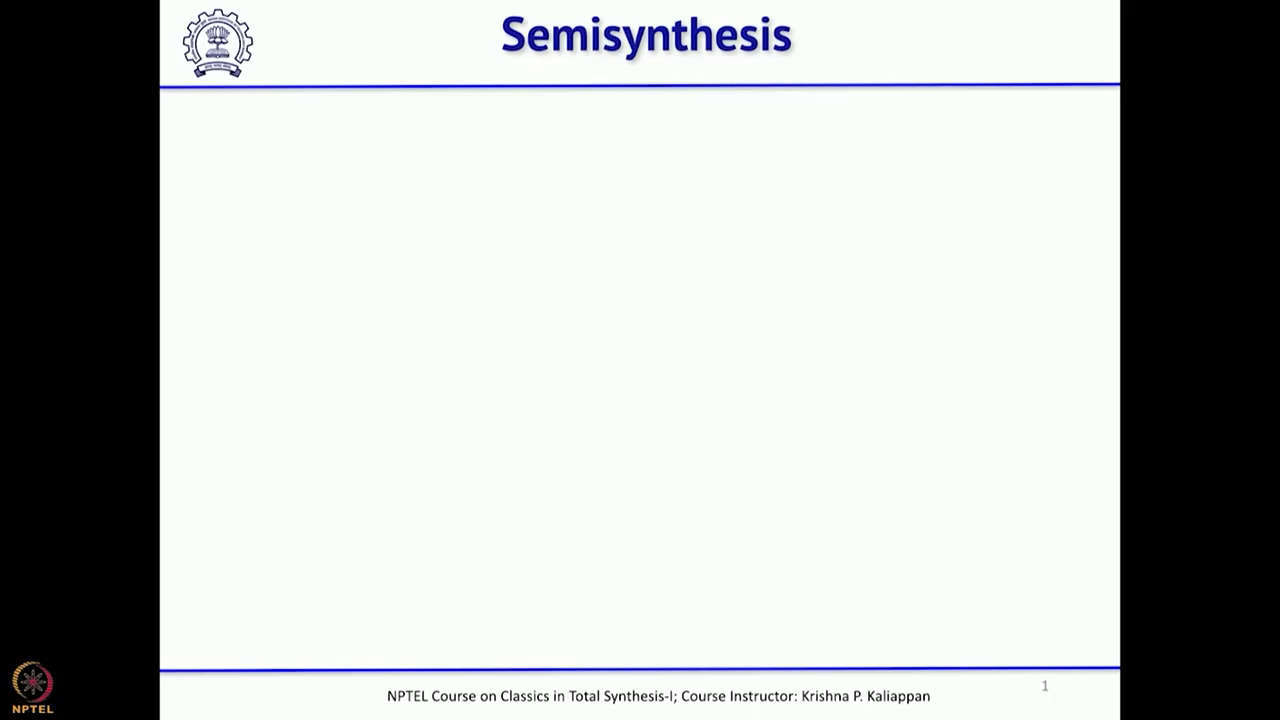 Semisynthesis
NPTEL Course on Classics in Total Synthesis-I; Course Instructor: Krishna P. Kaliappan
1
NPTEL